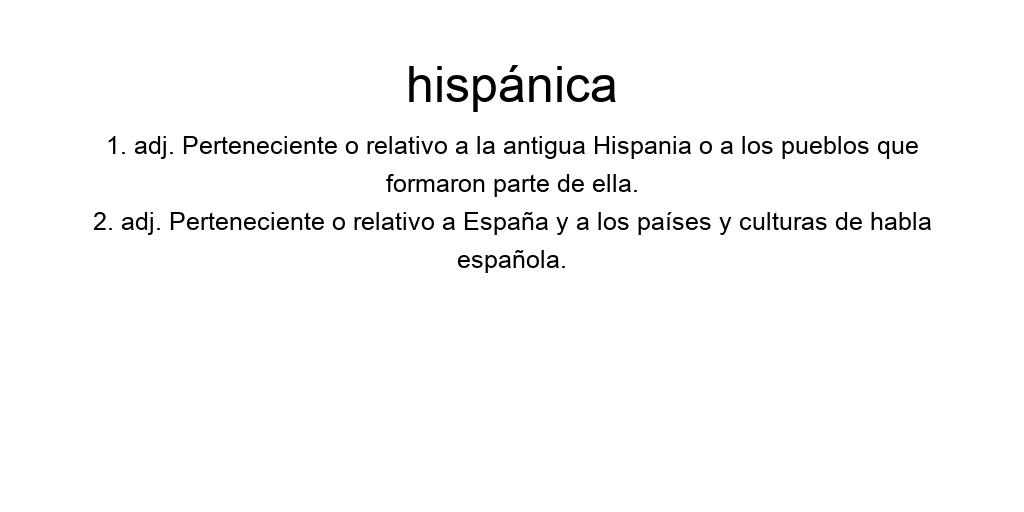 hispánica
1. adj. Perteneciente o relativo a la antigua Hispania o a los pueblos que
formaron parte de ella.
2. adj. Perteneciente o relativo a España y a los países y culturas de habla
española.